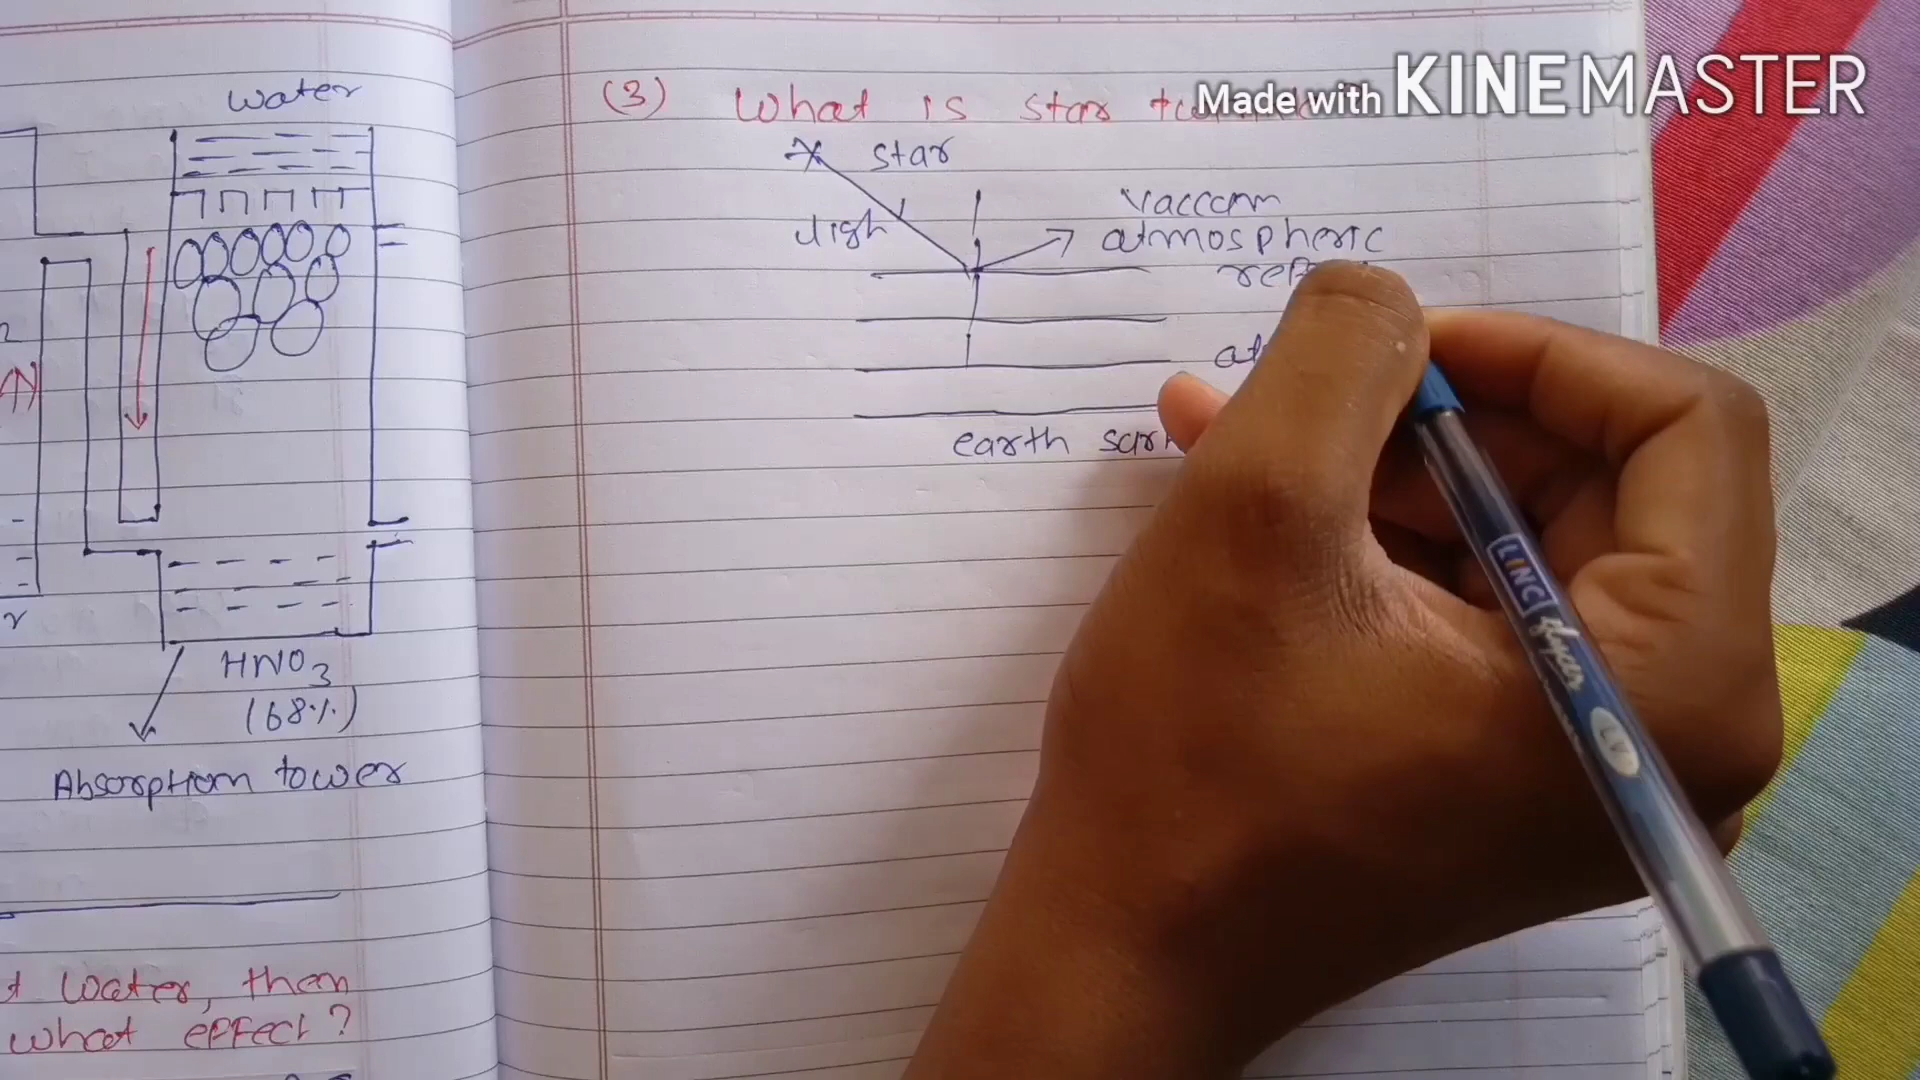 water
HNO3
(68%)
Absorption tower
t water, then
what effect?
(3) What is star
star
ligh
vaccum
atmospheric
earth
Made with KINEMASTER
LINC